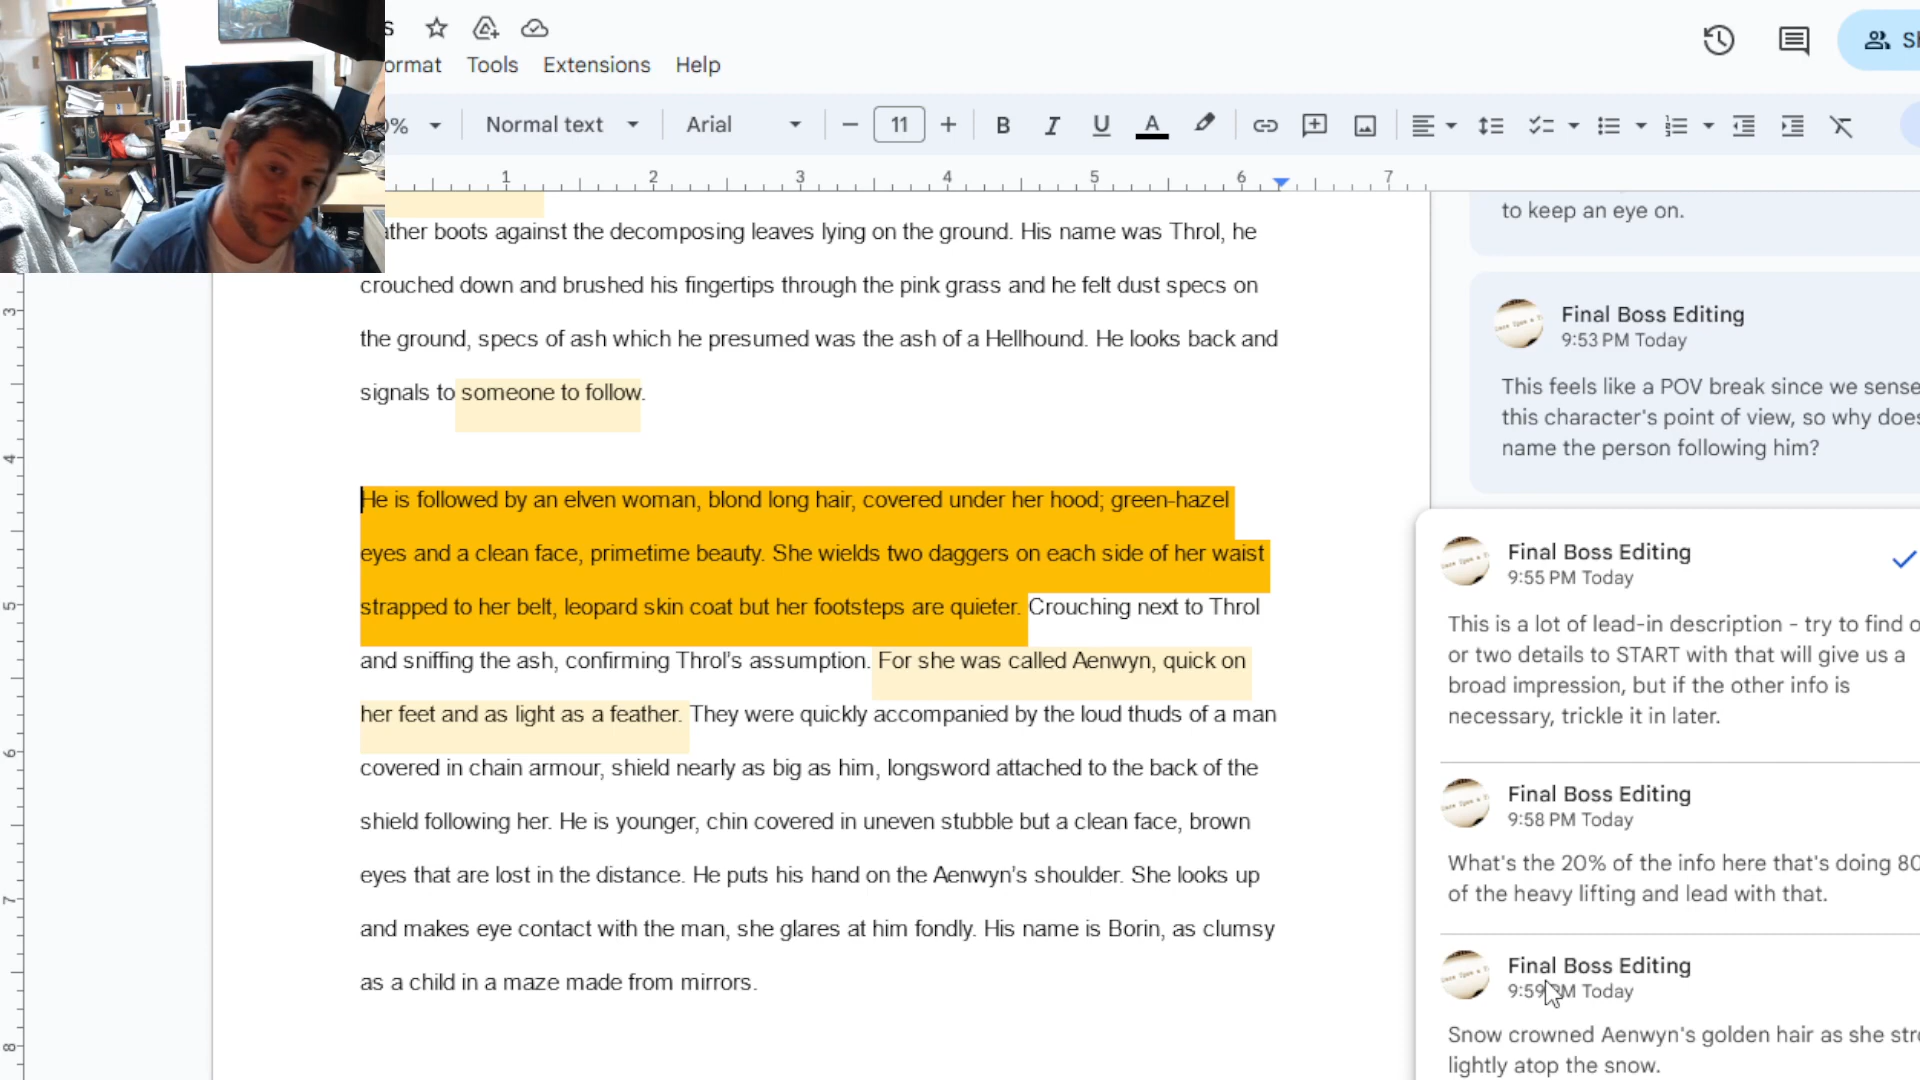 Tools Extensions Help
Normal text Arial 11
1 2 3 4 5 6 7
boots against the decomposing leaves lying on the ground. His name was Throl, he
crouched down and brushed his fingertips through the pink grass and he felt dust specs on
the ground, specs of ash which he presumed was the ash of a Hellhound. He looks back and
signals to someone to follow.
He is followed by an elven woman, blond long hair, covered under her hood; green-hazel
eyes and a clean face, primetime beauty. She wields two daggers on each side of her waist
strapped to her belt, leopard skin coat but her footsteps are quieter. Crouching next to Throl
and sniffing the ash, confirming Throl's assumption. For she was called Aenwyn, quick on
her feet and as light as a feather. They were quickly accompanied by the loud thuds of a man
covered in chain armour, shield nearly as big as him, longsword attached to the back of the
shield following her. He is younger, chin covered in uneven stubble but a clean face, brown
eyes that are lost in the distance. He puts his hand on the Aenwyn's shoulder. She looks up
and makes eye contact with the man, she glares at him fondly. His name is Borin, as clumsy
as a child in a maze made from mirrors.
3
4
5
6
7
8
to keep an eye on.
Final Boss Editing
9:53 PM Today
This feels like a POV break since we sense
this character's point of view, so why does
name the person following him?
Final Boss Editing
9:55 PM Today
This is a lot of lead-in description - try to find
or two details to START with that will give us a
broad impression, but if the other info is
necessary, trickle it in later.
Final Boss Editing
9:58 PM Today
What's the 20% of the info here that's doing 80
of the heavy lifting and lead with that.
Final Boss Editing
9:59 PM Today
Snow crowned Aenwyn's golden hair as she
lightly atop the snow.